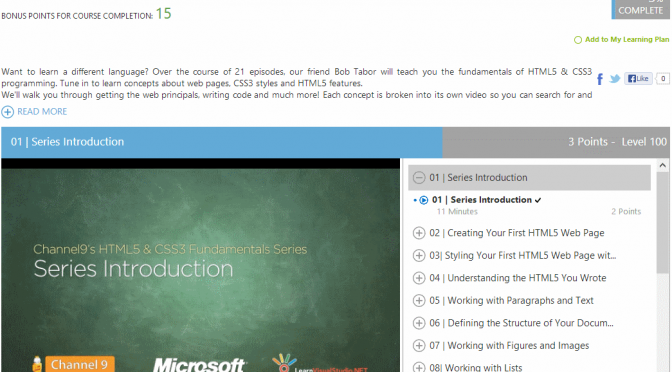 COMPLETE
BONUS POINTS FOR COURSE COMPLETION: 15
Add to My Learning Plan
Want to learn a different language? Over the course of 21 episodes, our friend Bob Tabor will teach you the fundamentals of HTML5 & CSS3
programming. Tune in to learn concepts about web pages, CSS3 styles and HTML5 features.
We'll walk you through getting the web principals, writing code and much more! Each concept is broken into its own video so you can search for and
READ MORE
Like 0
01 | Series Introduction
3 Points - Level 100
Channel9's HTML5 & CSS3 Fundamentals Series
Series Introduction
Channel 9
Microsoft
LearnVisualStudio.NET
01 | Series Introduction
01 | Series Introduction
11 Minutes
2 Points
02 | Creating Your First HTML5 Web Page
03| Styling Your First HTML5 Page wit...
04 | Understanding the HTML You Wrote
05 | Working with Paragraphs and Text
06 | Defining the Structure of Your Docum...
07 | Working with Figures and Images
08| Working with Lists